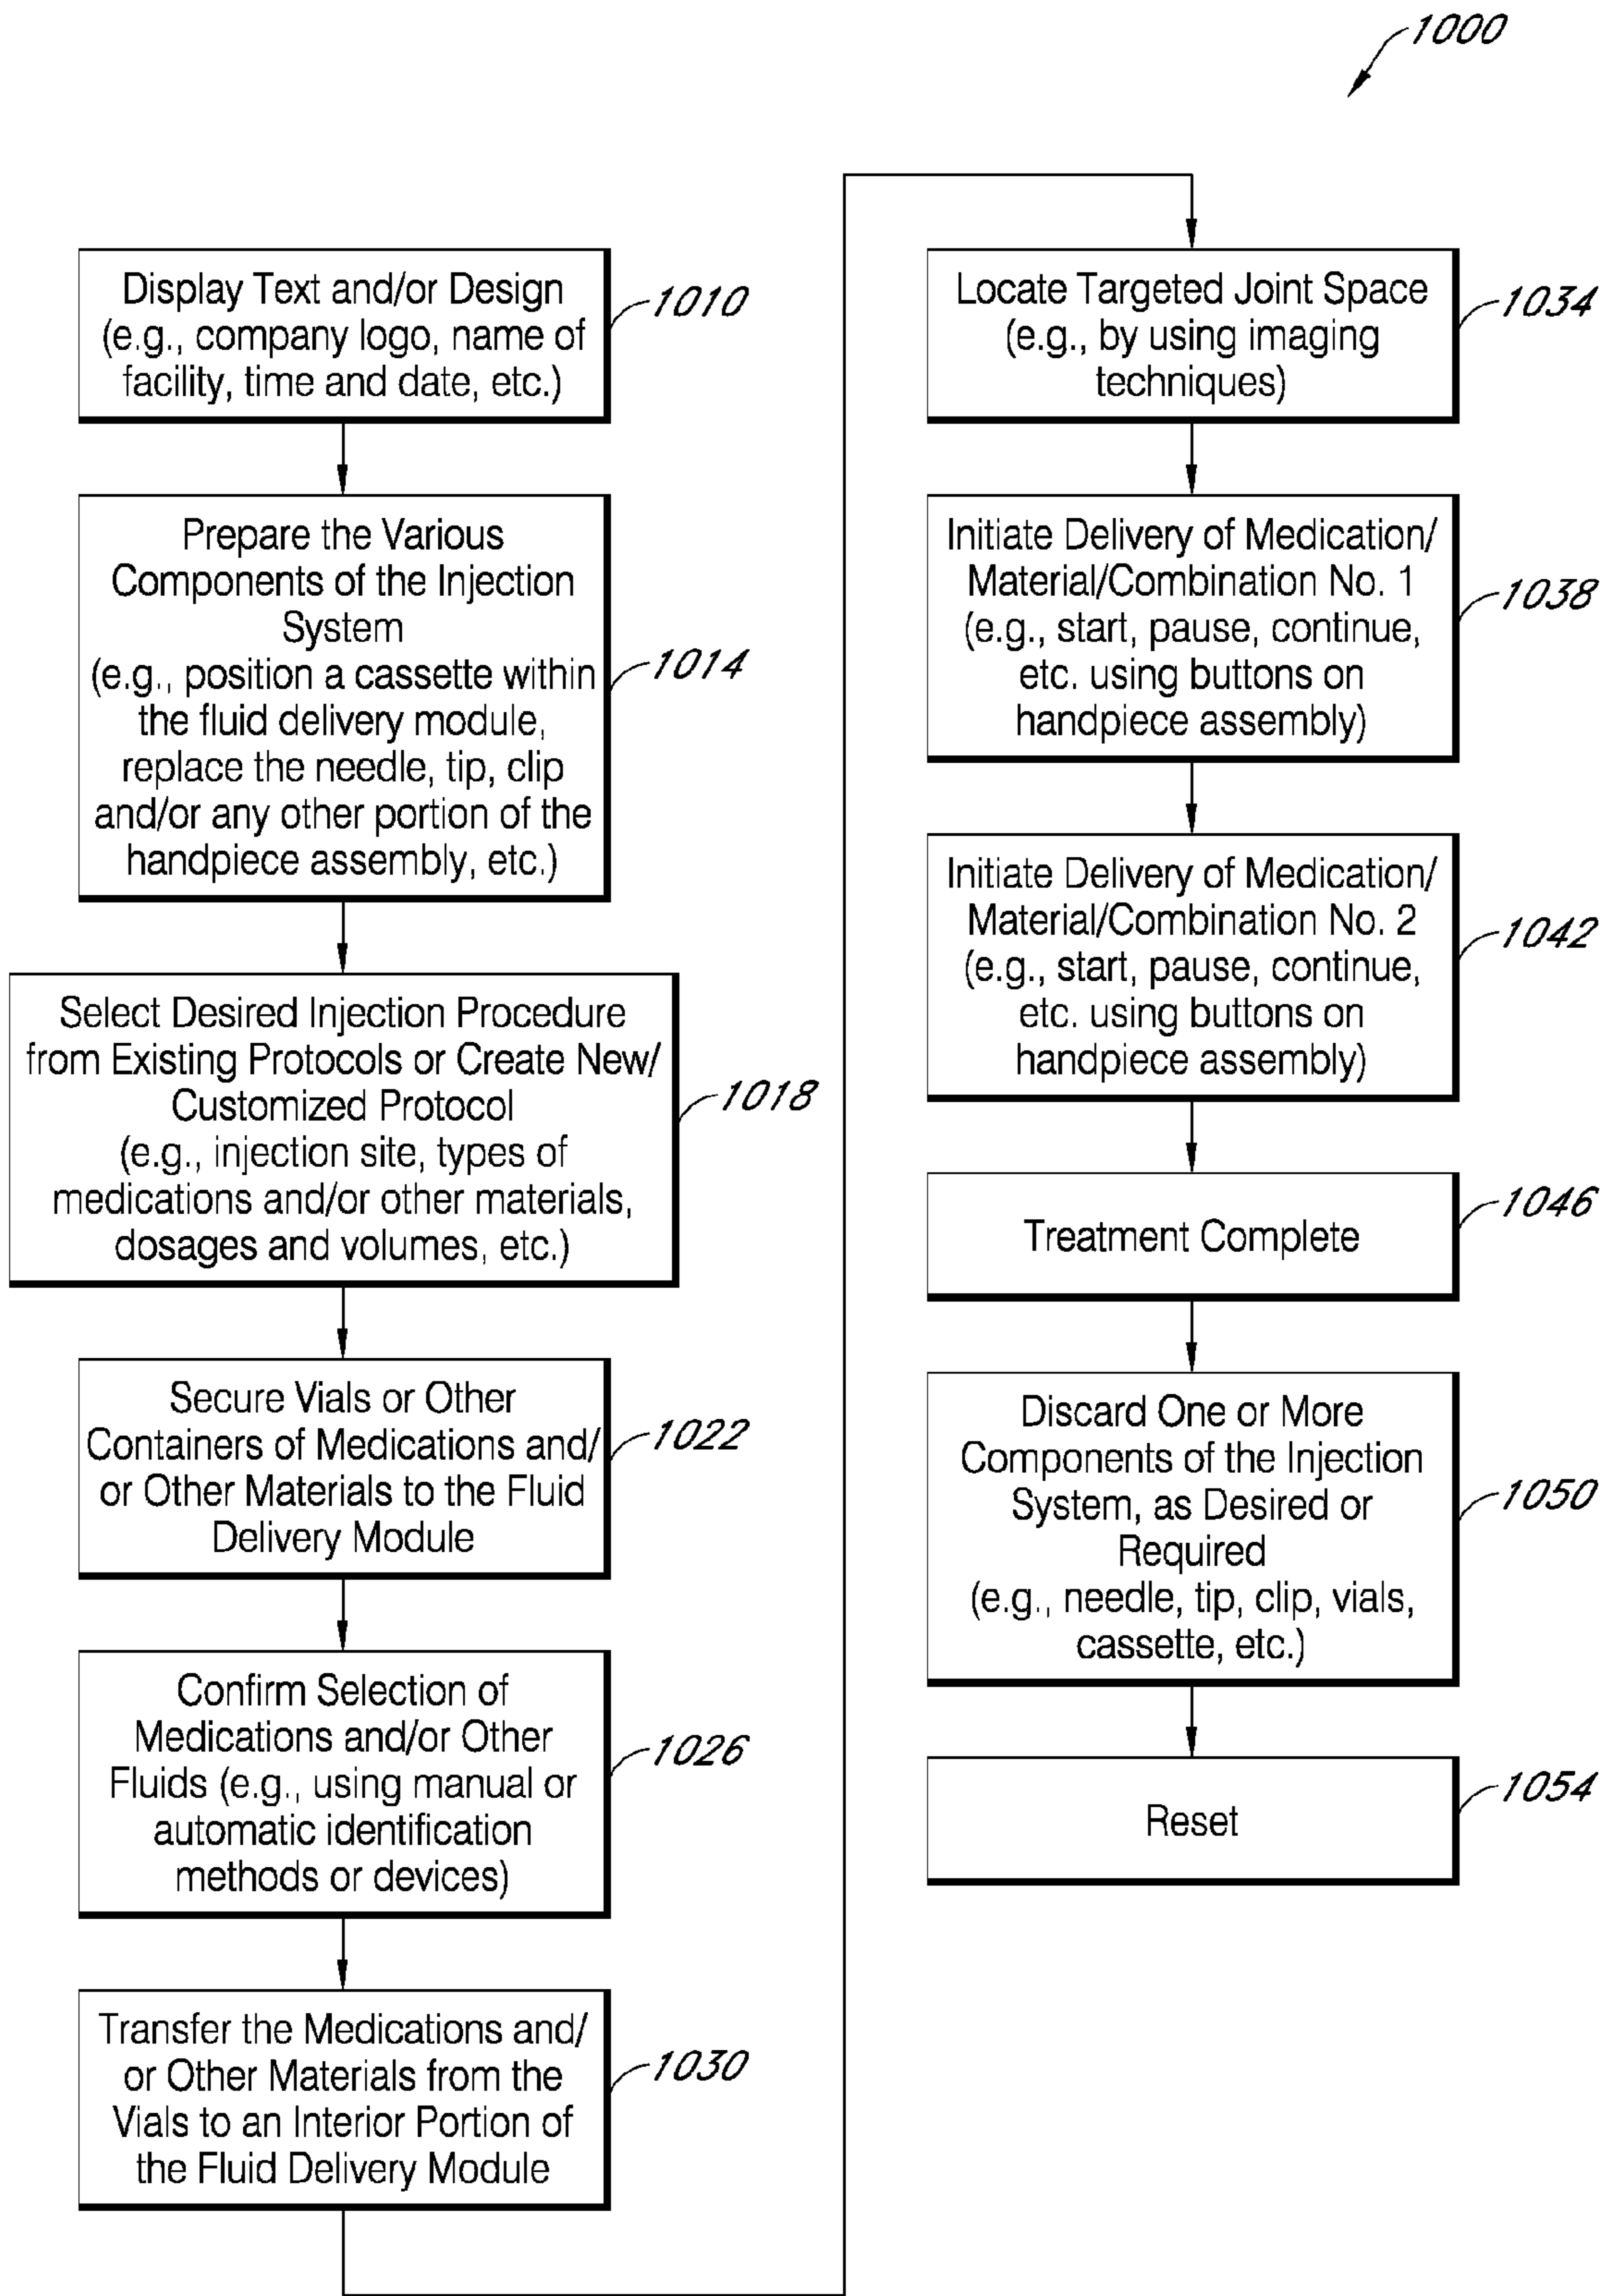 1000
Display Text and/or Design
(e.g., company logo, name of
facility, time and date, etc.)
1010
Prepare the Various
Components of the Injection
System
(e.g., position a cassette within
the fluid delivery module,
replace the needle, tip, clip
and/or any other portion of the
handpiece assembly, etc.)
1014
Select Desired Injection Procedure
from Existing Protocols or Create New/
Customized Protocol
(e.g., injection site, types of
medications and/or other materials,
dosages and volumes, etc.)
1018
Secure Vials or Other
Containers of Medications and/
or Other Materials to the Fluid
Delivery Module
1022
Confirm Selection of
Medications and/or Other
Fluids (e.g., using manual or
automatic identification
methods or devices)
1026
Transfer the Medications and/
or Other Materials from the
Vials to an Interior Portion of
the Fluid Delivery Module
1030
Locate Targeted Joint Space
(e.g., by using imaging
techniques)
1034
Initiate Delivery of Medication/
Material/Combination No. 1
(e.g., start, pause, continue,
etc. using buttons on
handpiece assembly)
1038
Initiate Delivery of Medication/
Material/Combination No. 2
(e.g., start, pause, continue,
etc. using buttons on
handpiece assembly)
1042
Treatment Complete
1046
Discard One or More
Components of the Injection
System, as Desired or
Required
(e.g., needle, tip, clip, vials,
cassette, etc.)
1050
Reset
1054